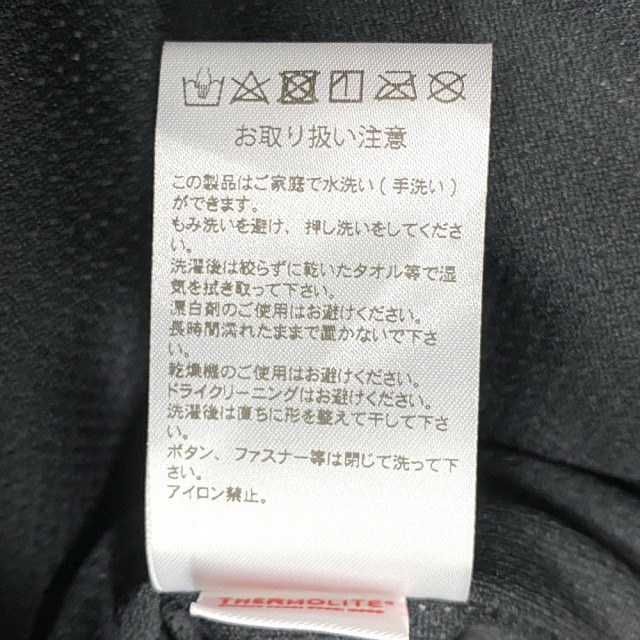 お取り扱い注意
この製品はご家庭で水洗い(手洗い)
ができます。
もみ洗いを避け、押し洗いをしてくださ
い。
洗濯後は絞らずに乾いたタオル等で湿
気を拭き取って下さい。
漂白剤のご使用はお避けください。
長時間濡れたままで置かないで下さ
い。
乾燥機のご使用はお避けください。
ドライクリーニングはお避けください。
洗濯後は直ちに形を整えて干して下さ
い。
ボタン、ファスナー等は閉じて洗って下
さい。
アイロン禁止。
THERMOLITE®